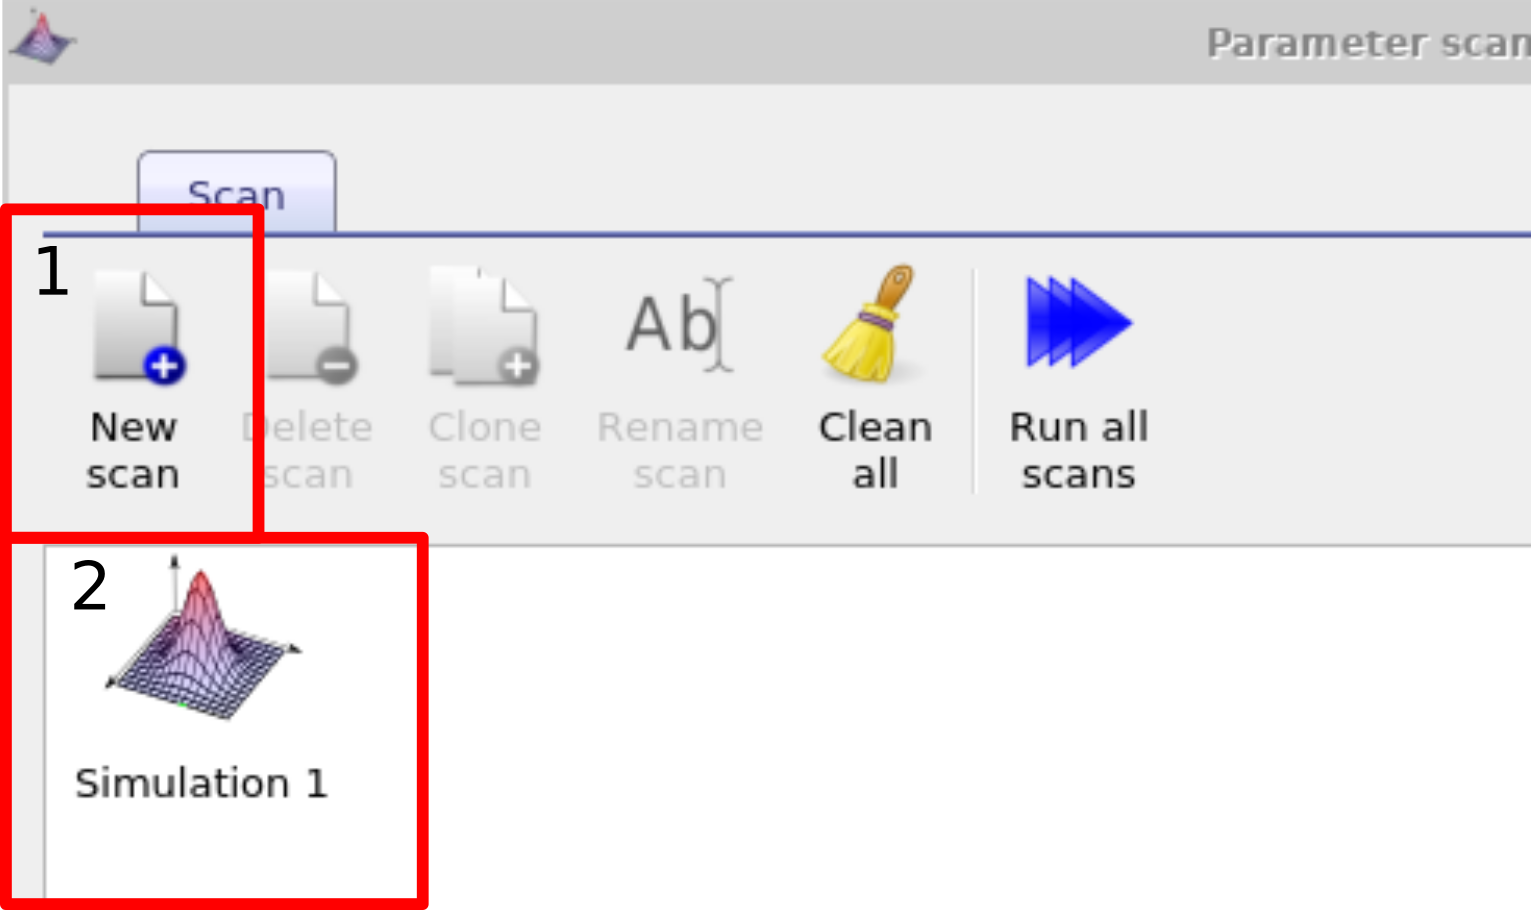 Parameter scan
Scan
1
New scan
Delete scan
Clone scan
Ab
Rename scan
Clean all
Run all scans
2
Simulation 1